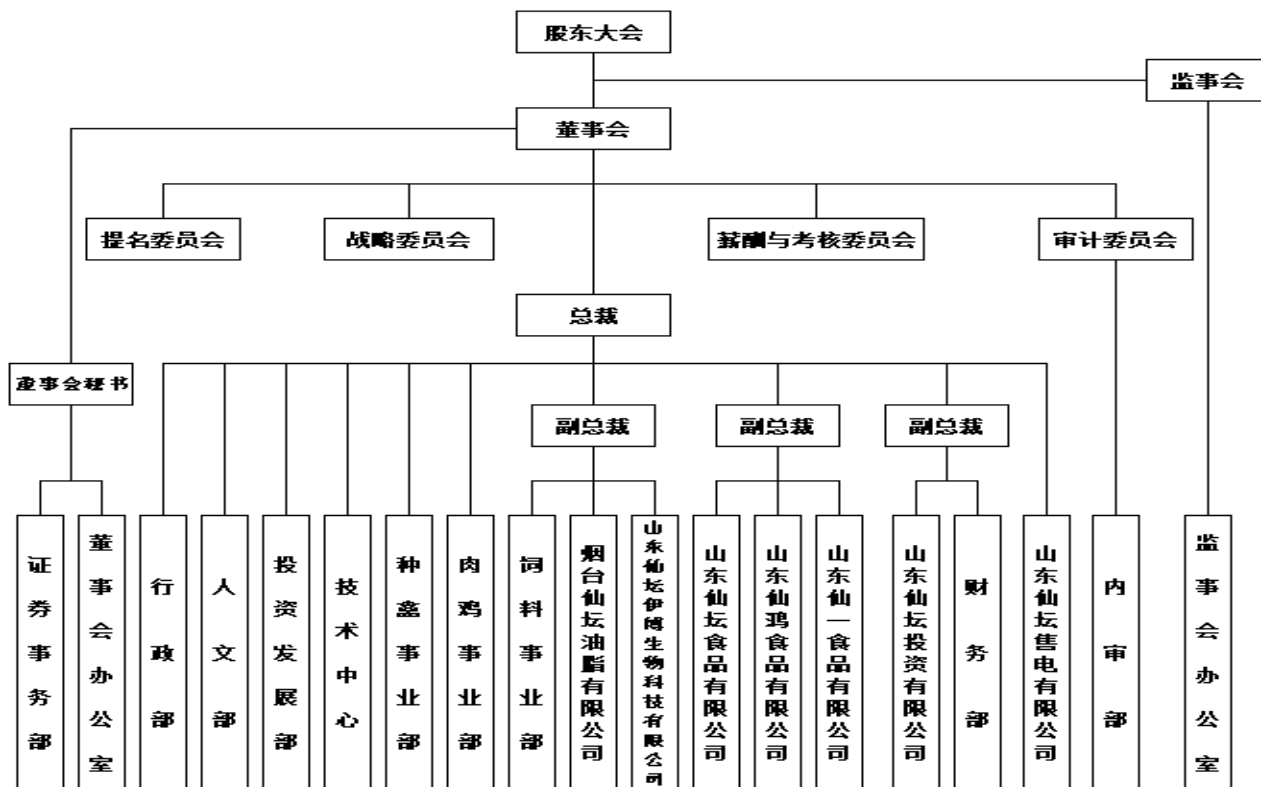 股东大会
监事会
董事会
提名委员会
战略委员会
薪酬与考核委员会
审计委员会
总裁
董事会秘书
副总裁
副总裁
副总裁
证券事务部
董事会办公室
行政部
人文部
投资发展部
技术中心
种禽事业部
肉鸡事业部
饲料事业部
烟台仙坛油脂有限公司
山东仙坛伊博生物科技有限公司
山东仙坛食品有限公司
山东仙鸿食品有限公司
山东仙一食品有限公司
山东仙坛投资有限公司
财务部
山东仙坛售电有限公司
内审部
监事会办公室